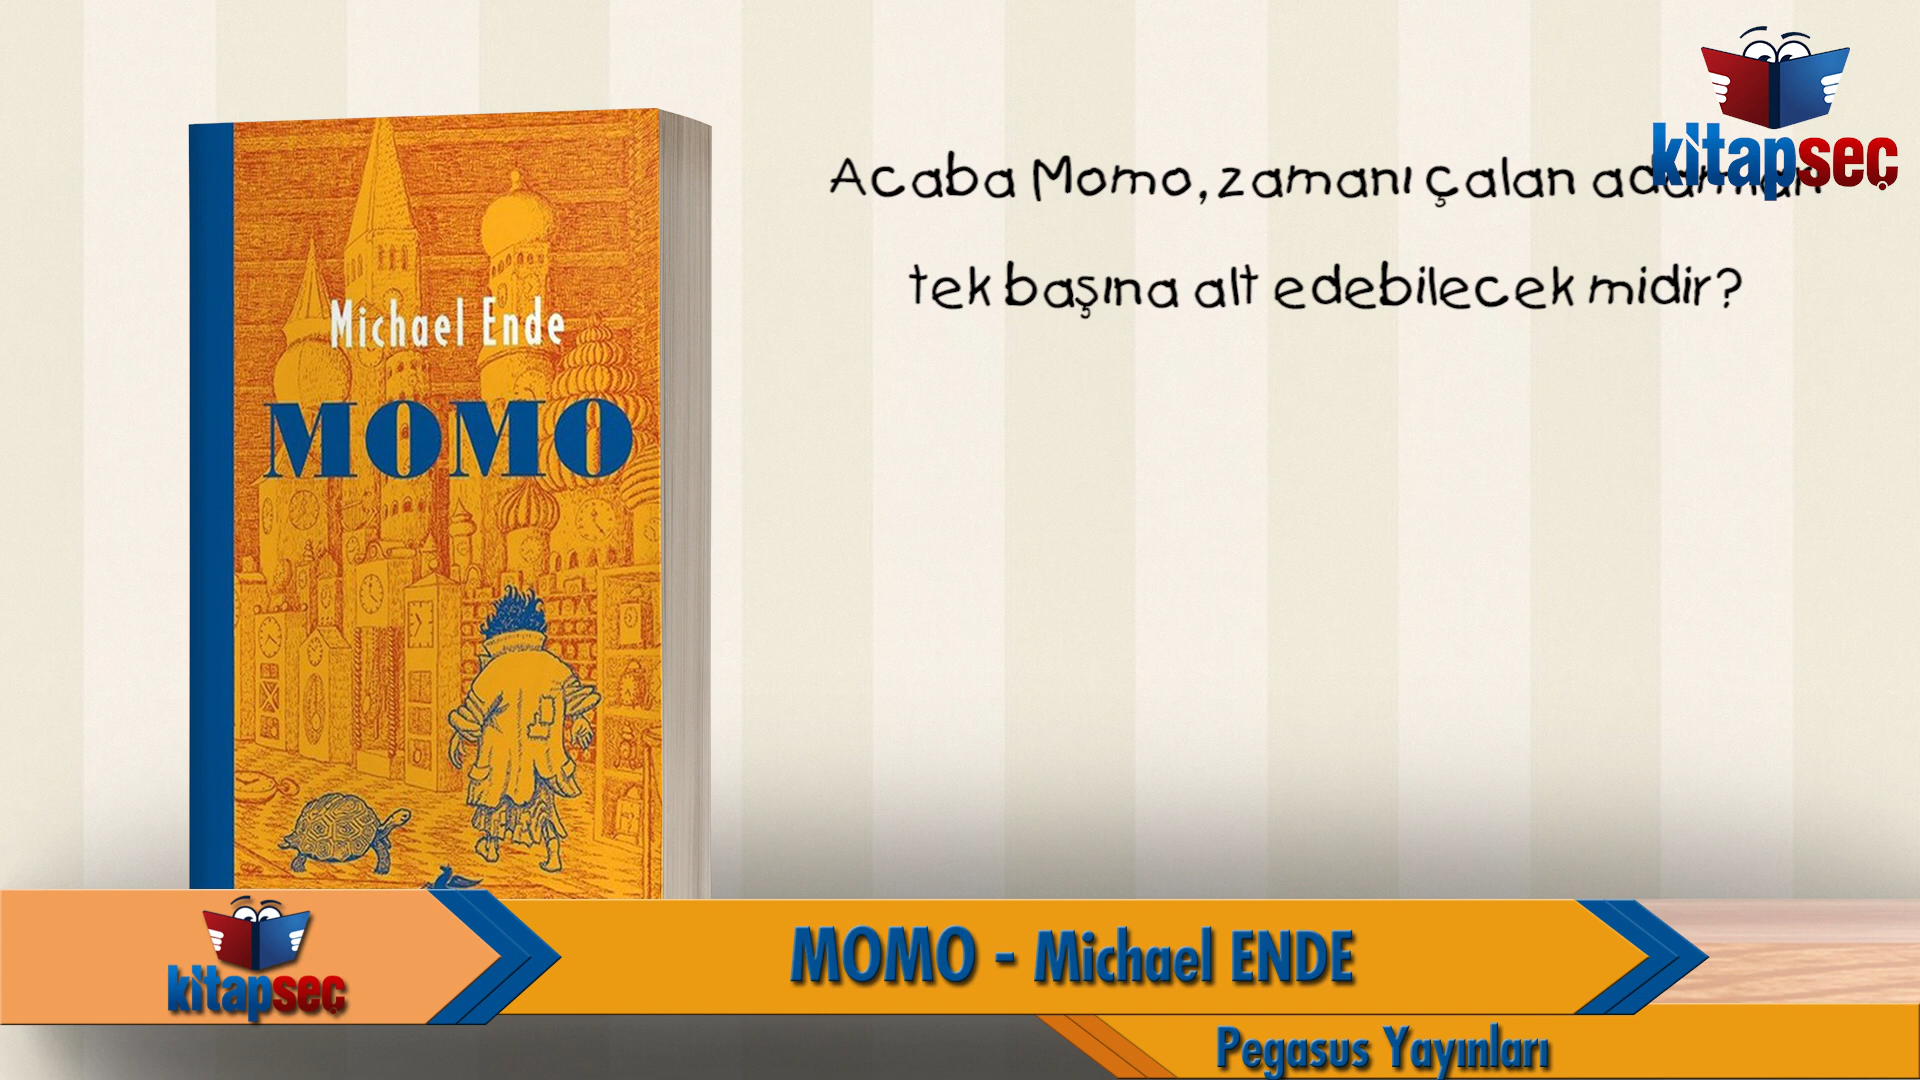 kitapseç
Acaba Momo, zamanı çalan
tek başına alt edebilecek midir?
Michael Ende
MOMO
kitapseç
MOMO - Michael ENDE
Pegasus Yayınları